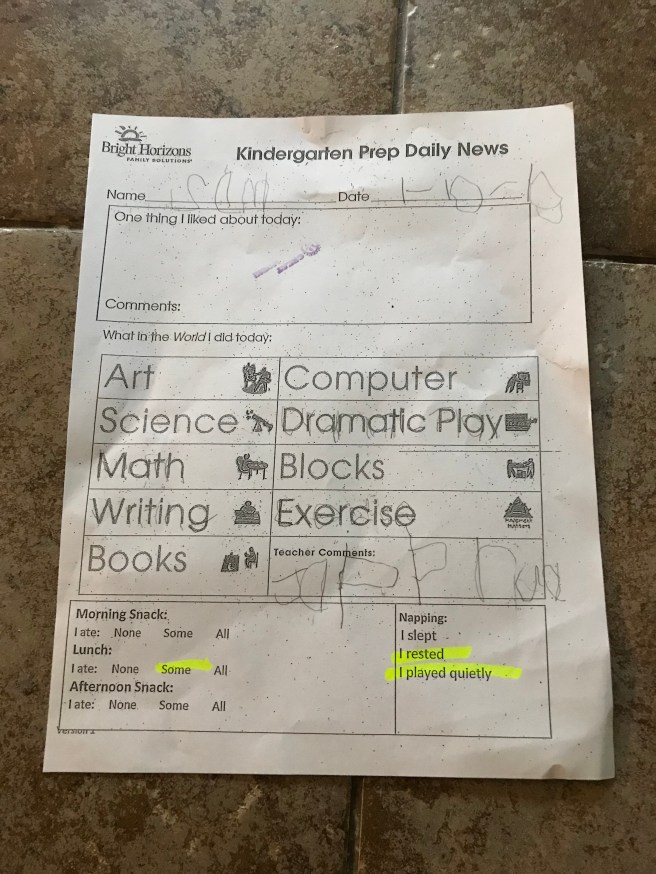 Bright Horizons
FAMILY SOLUTIONS
Kindergarten Prep Daily News
Name Sam Date
One thing I liked about today:
Comments:
What in the World I did today:
Art Computer
Science Dramatic Play
Math Blocks
Writing Exercise
Books Teacher Comments:
Morning Snack:
I ate: None Some All
Lunch:
I ate: None Some All
Afternoon Snack:
I ate: None Some All
Napping:
I slept
I rested
I played quietly